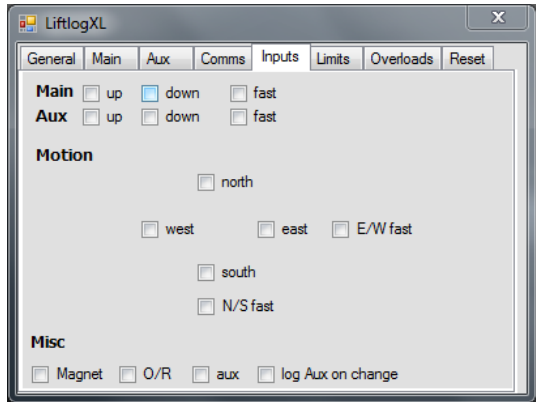 LiftlogXL
General Main Aux Comms Inputs Limits Overloads Reset
Main up down fast
Aux up down fast
Motion
north
west east E/W fast
south
N/S fast
Misc
Magnet O/R aux log Aux on change